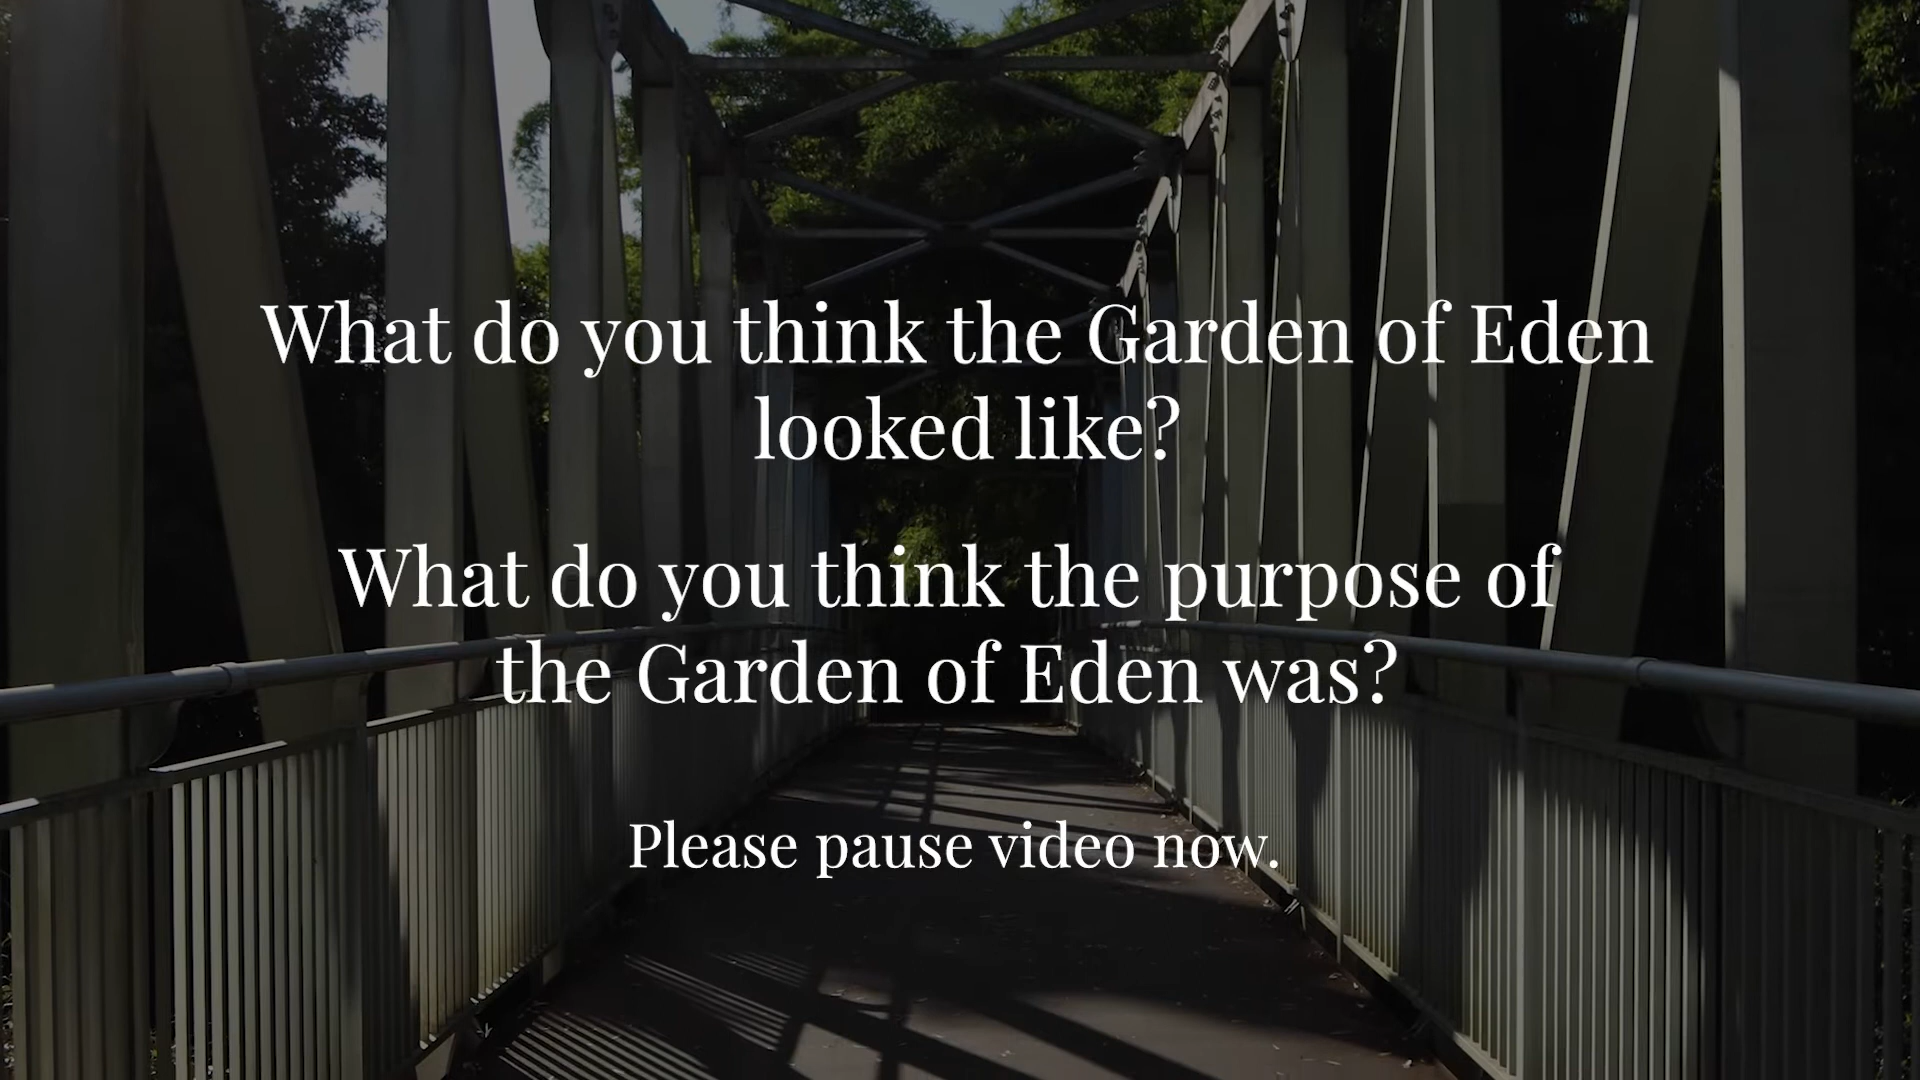 What do you think the Garden of Eden
looked like?
What do you think the purpose of
the Garden of Eden was?
Please pause video now.